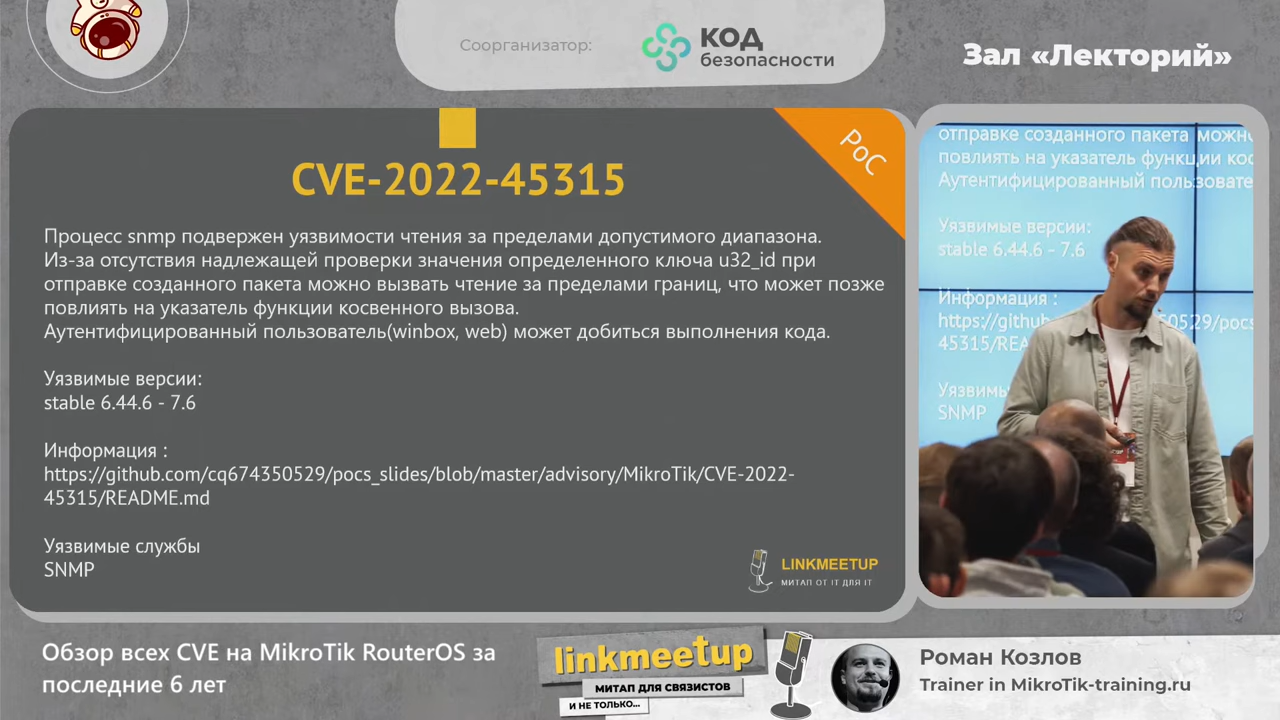 Соорганизатор:
КОД
безопасности
Зал «Лекторий»
PoC
CVE-2022-45315
Процесс snmp подвержен уязвимости чтения за пределами допустимого диапазона.
Из-за отсутствия надлежащей проверки значения определенного ключа u32_id при
отправке созданного пакета можно вызвать чтение за пределами границ, что может позже
повлиять на указатель функции косвенного вызова.
Аутентифицированный пользователь(winbox, web) может добиться выполнения кода.
Уязвимые версии:
stable 6.44.6 - 7.6
Информация :
https://github.com/cq674350529/pocs_slides/blob/master/advisory/MikroTik/CVE-2022-
45315/README.md
Уязвимые службы
SNMP
LINKMEETUP
МИТАП ОТ IT ДЛЯ IT
отправке созданного пакета можно
повлиять на указатель функции кос
Аутентифицированный пользовате
Уязвимые версии:
stable 6.44.6 - 7.6
Информация :
https://github 50529/pocs
45315/REA
Уязвимы
SNMP
Обзор всех CVE на MikroTik RouterOS за
последние 6 лет
linkmeetup
МИТАП ДЛЯ СВЯЗИСТОВ
И НЕ ТОЛЬКО...
Роман Козлов
Trainer in MikroTik-training.ru